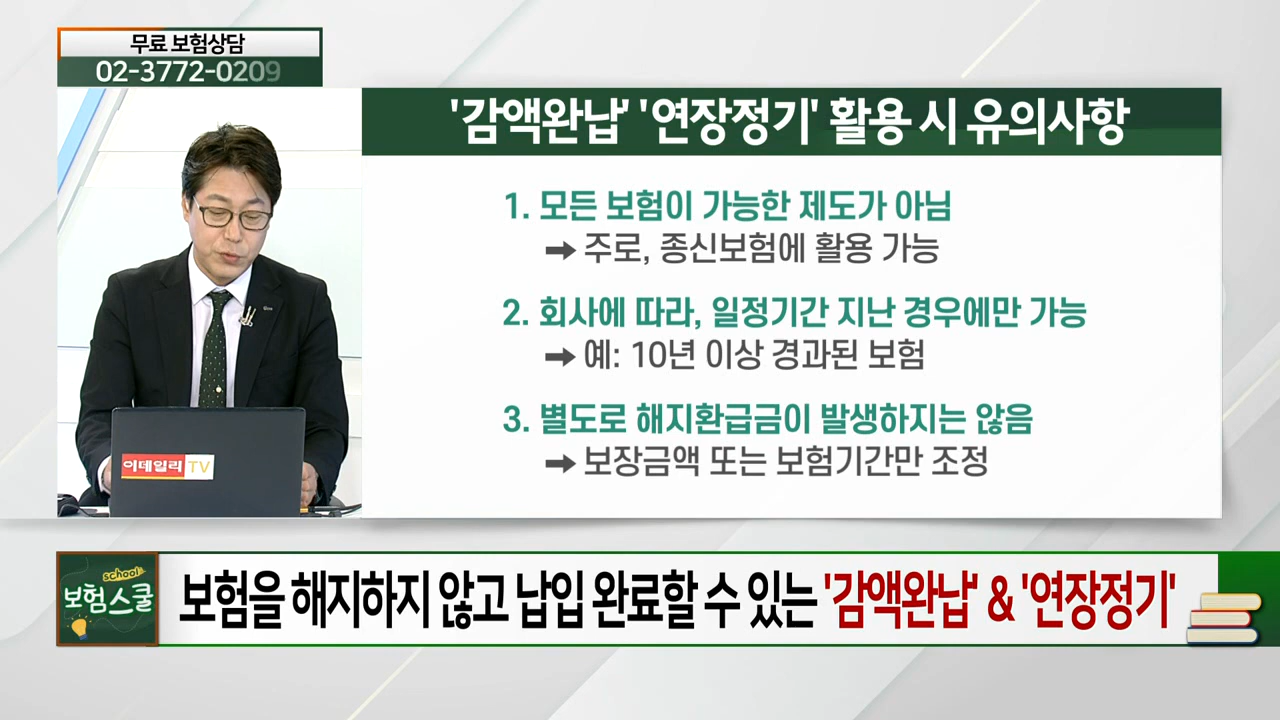 무료 보험상담
02-3772-0209
'감액완납' '연장정기' 활용 시 유의사항
1. 모든 보험이 가능한 제도가 아님
➡ 주로, 종신보험에 활용 가능
2. 회사에 따라, 일정기간 지난 경우에만 가능
➡ 예: 10년 이상 경과된 보험
3. 별도로 해지환급금이 발생하지는 않음
➡ 보장금액 또는 보험기간만 조정
이데일리 TV
school
보험스쿨
보험을 해지하지 않고 납입 완료할 수 있는 '감액완납' & '연장정기'